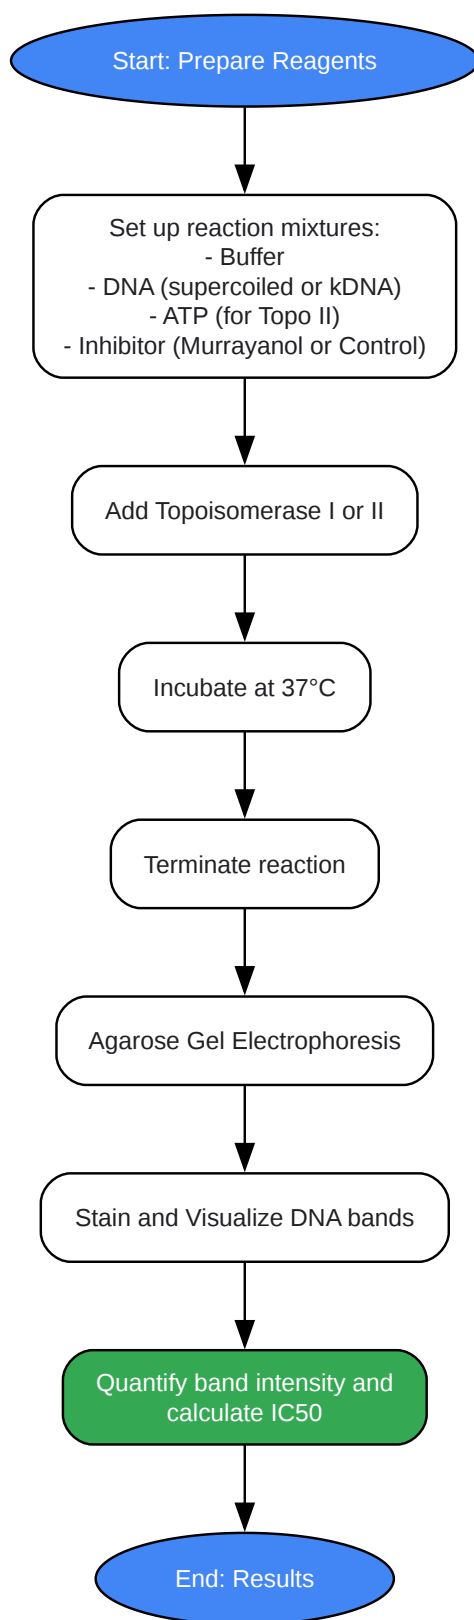 Start: Prepare Reagents
Set up reaction mixtures:
- Buffer
- DNA (supercoiled or kDNA)
- ATP (for Topo II)
- Inhibitor (Murrayanol or Control)
Add Topoisomerase I or II
Incubate at 37°C
Terminate reaction
Agarose Gel Electrophoresis
Stain and Visualize DNA bands
Quantify band intensity and
calculate IC50
End: Results